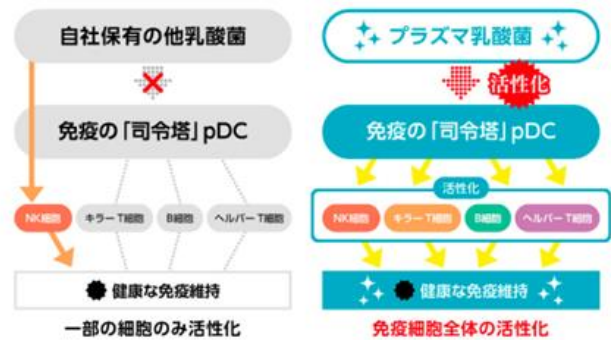 自社保有の他乳酸菌
免疫の「司令塔」pDC
NK細胞
キラーT細胞
B細胞
ヘルパーT細胞
健康な免疫維持
一部の細胞のみ活性化
プラズマ乳酸菌
活性化
免疫の「司令塔」pDC
活性化
NK細胞
キラーT細胞
B細胞
ヘルパーT細胞
健康な免疫維持
免疫細胞全体の活性化